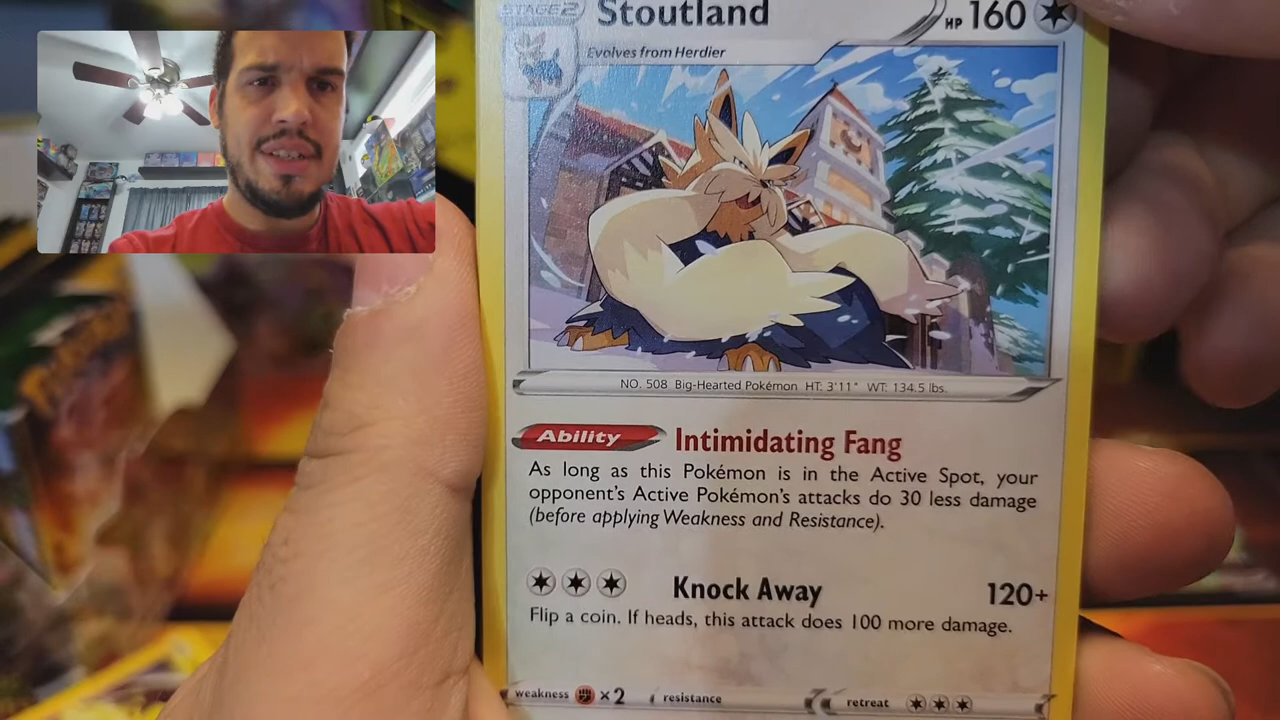 STAGE2
Stoutland
HP 160
Evolves from Herdier
NO. 508 Big-Hearted Pokémon HT: 3'11" WT: 134.5 lbs.
Ability Intimidating Fang
As long as this Pokémon is in the Active Spot, your
opponent's Active Pokémon's attacks do 30 less damage
(before applying Weakness and Resistance).
Knock Away 120+
Flip a coin. If heads, this attack does 100 more damage.
weakness ×2 resistance retreat